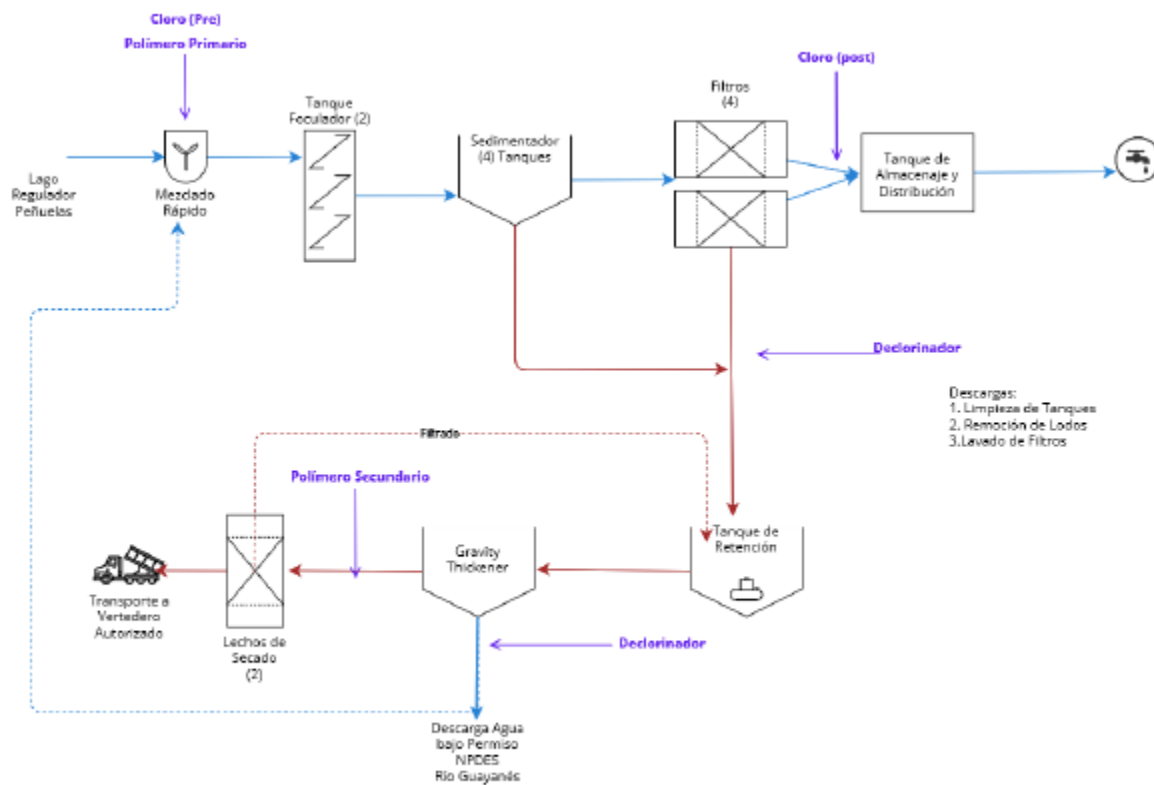 Cloro (Pre)
Polímero Primario
Cloro (post)
Tanque
Foculador (2)
Filtros
(4)
Sedimentador
(4) Tanques
Tanque de
Almacenaje y
Distribución
Lago
Regulador
Peñuelas
Mezclado
Rápido
Declorinador
Descargas:
1. Limpieza de Tanques
2. Remoción de Lodos
3.Lavado de Filtros
Filtrado
Polímero Secundario
Tanque de
Retención
Gravity
Thickener
Transporte a
Vertedero
Autorizado
Lechos de
Secado
(2)
Declorinador
Descarga Agua
bajo Permiso
NPDES
Río Guayanés